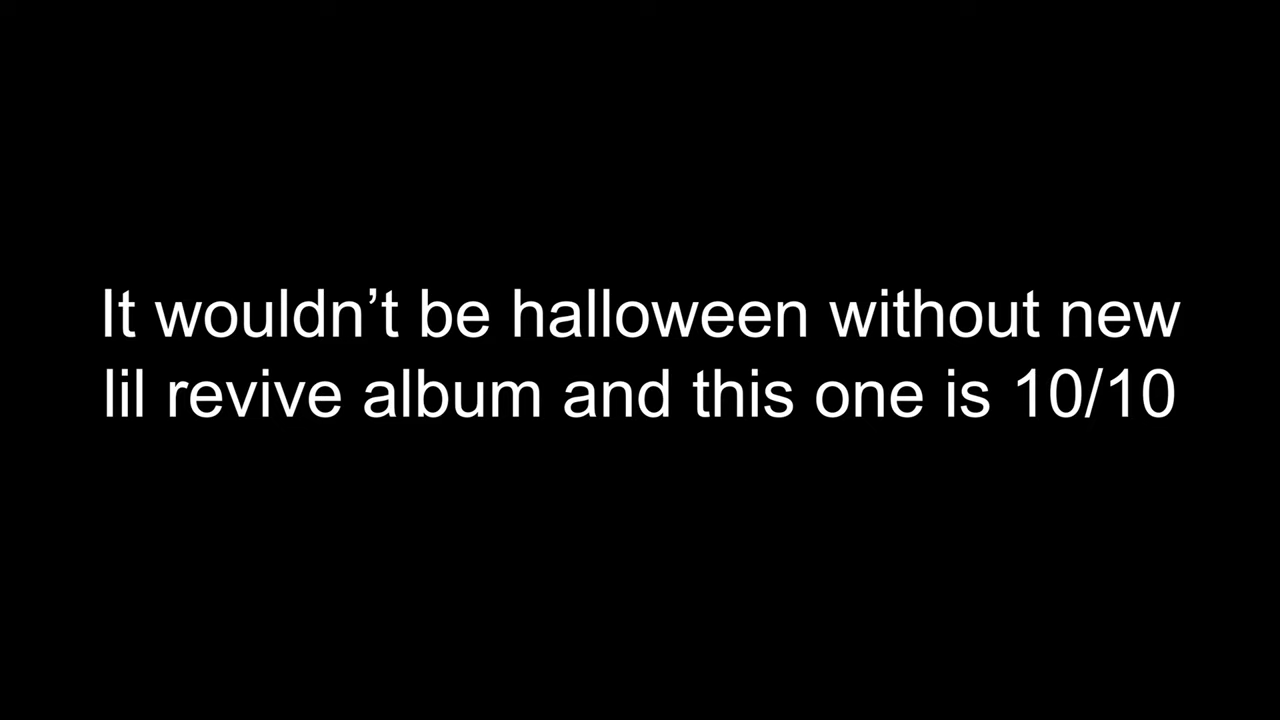 It wouldn’t be halloween without new
lil revive album and this one is 10/10